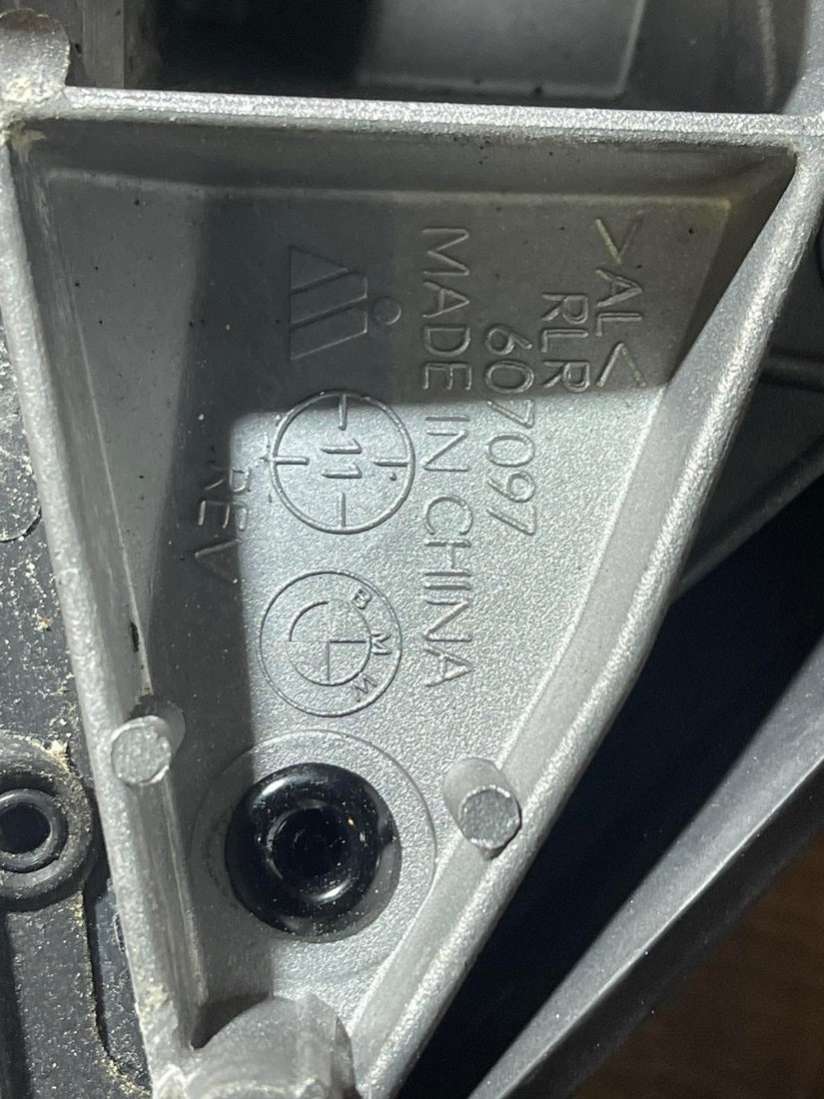 >AL<
RLR
607097
MADE IN CHINA
11
BMW
REV